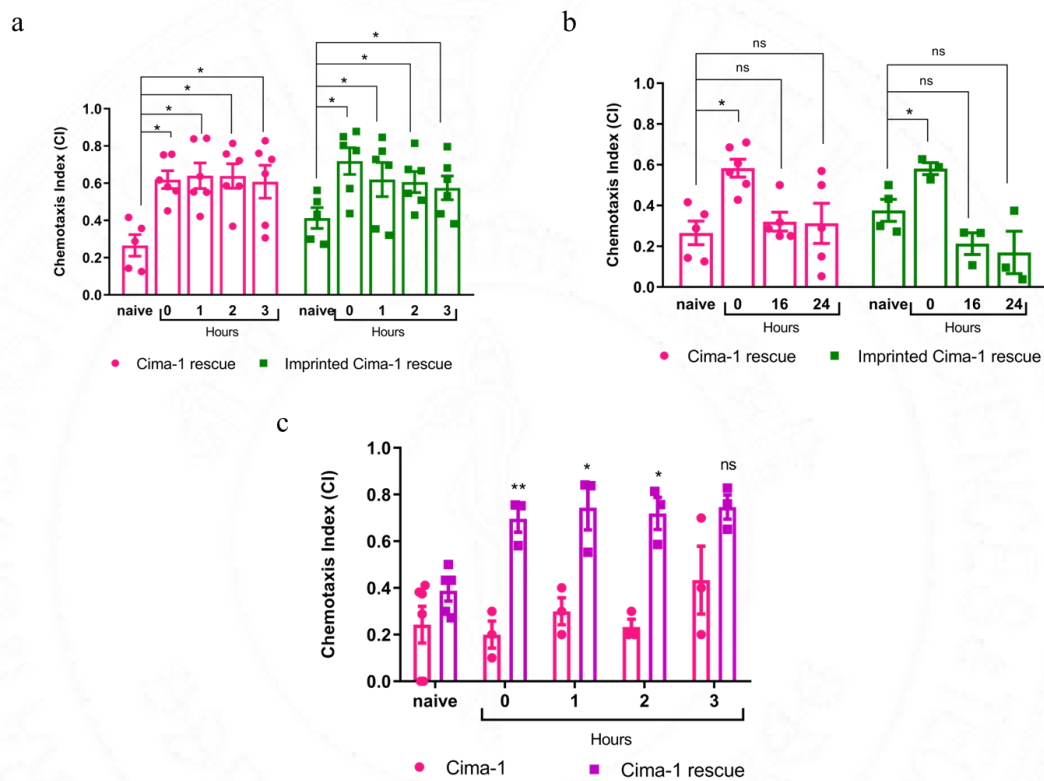 a
* * * *
* * * *
Chemotaxis Index (CI)
1.0
0.8
0.6
0.4
0.2
0.0
naive 0 1 2 3 naive 0 1 2 3
Hours Hours
Cima-1 rescue Imprinted Cima-1 rescue
b
ns ns
ns ns
* *
Chemotaxis Index (CI)
1.0
0.8
0.6
0.4
0.2
0.0
naive 0 16 24 naive 0 16 24
Hours Hours
Cima-1 rescue Imprinted Cima-1 rescue
c
** * * ns
Chemotaxis Index (CI)
1.0
0.8
0.6
0.4
0.2
0.0
naive 0 1 2 3
Hours
Cima-1 Cima-1 rescue